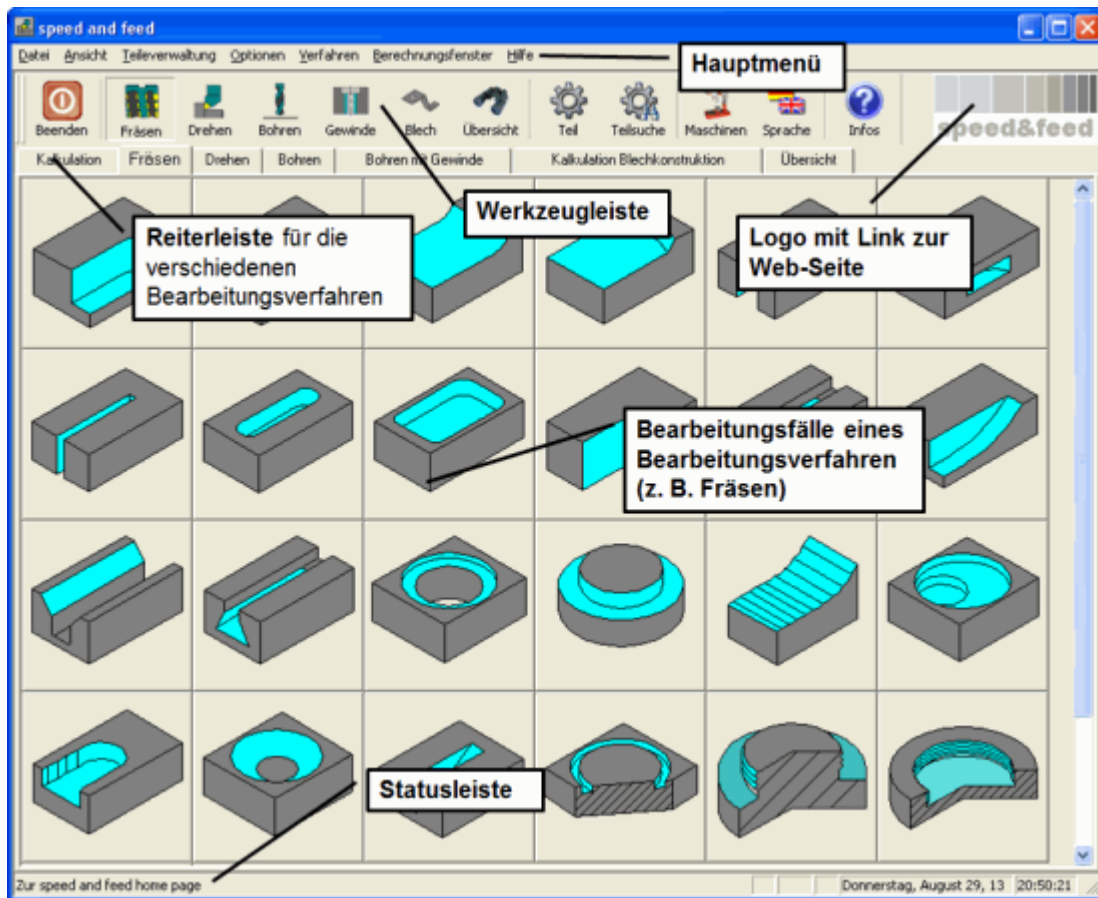 speed and feed
Datei Ansicht Teileverwaltung Optionen Verfahren Berechnungsfenster Hilfe
Hauptmenü
Beenden Fräsen Drehen Bohren Gewinde Blech Übersicht Teil Teilsuche Maschinen Sprache Infos
speed&feed
Kalkulation Fräsen Drehen Bohren Bohren mit Gewinde Kalkulation Blechkonstruktion Übersicht
Werkzeugleiste
Reiterleiste für die
verschiedenen
Bearbeitungsverfahren
Logo mit Link zur
Web-Seite
Bearbeitungsfälle eines
Bearbeitungsverfahren
(z. B. Fräsen)
Statusleiste
Zur speed and feed home page
Donnerstag, August 29, 13 20:50:21